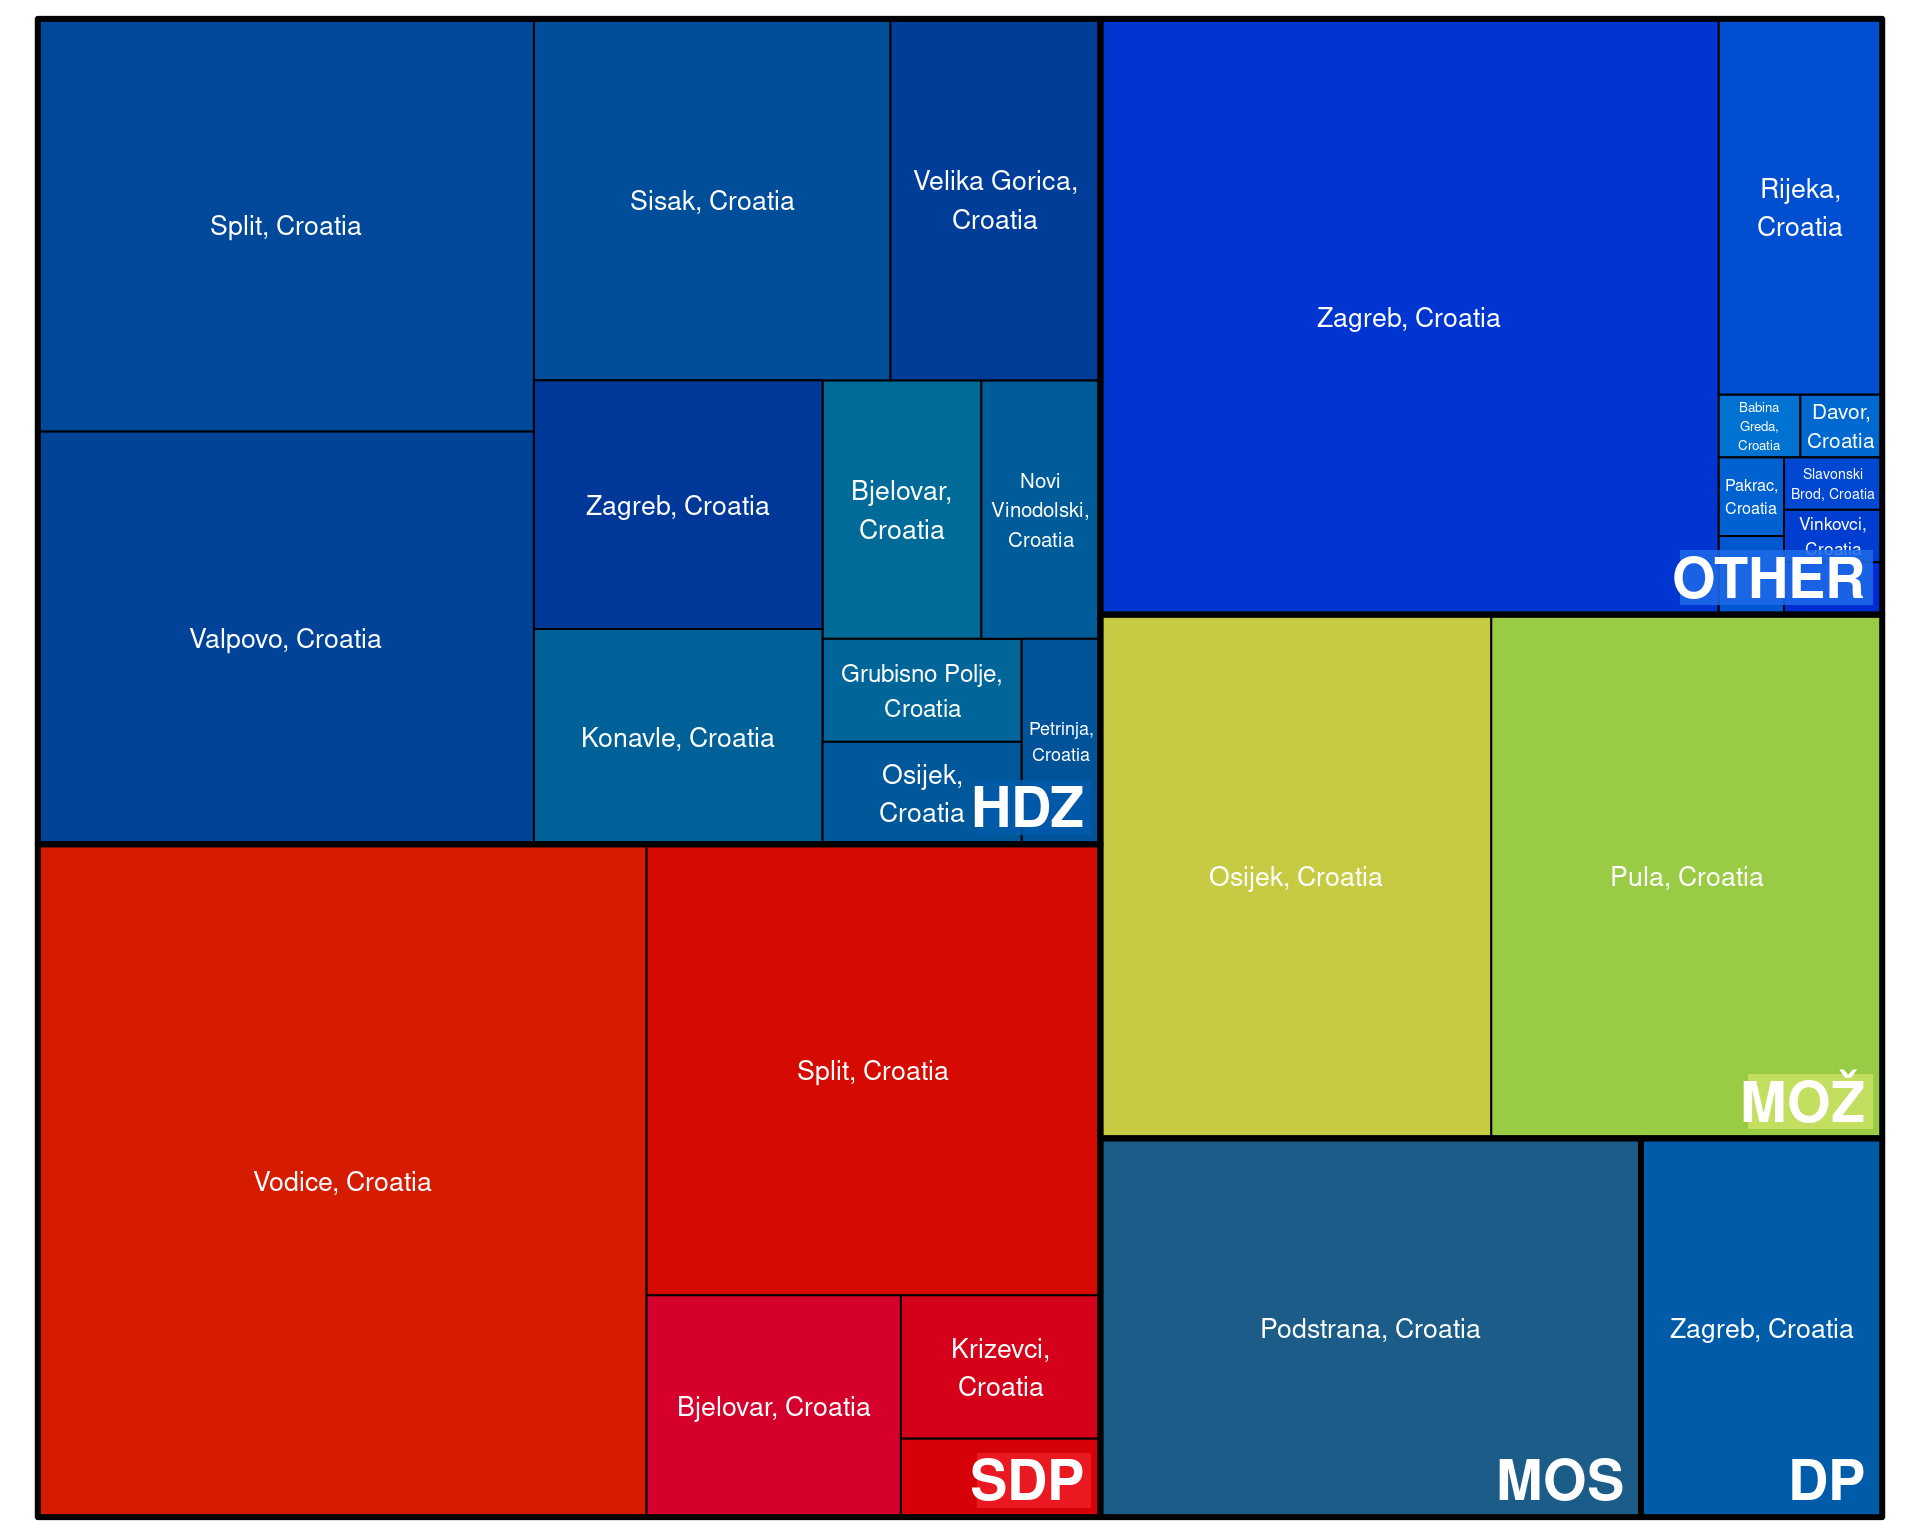 Split, Croatia
Sisak, Croatia
Velika Gorica,
Croatia
Valpovo, Croatia
Zagreb, Croatia
Bjelovar,
Croatia
Novi
Vinodolski,
Croatia
Konavle, Croatia
Grubisno Polje,
Croatia
Petrinja,
Croatia
Osijek,
Croatia
HDZ
Zagreb, Croatia
Rijeka,
Croatia
Babina
Greda,
Croatia
Davor,
Croatia
Pakrac,
Croatia
Slavonski
Brod, Croatia
Vinkovci,
Croatia
OTHER
Vodice, Croatia
Split, Croatia
Bjelovar, Croatia
Krizevci,
Croatia
SDP
Osijek, Croatia
Pula, Croatia
MOŽ
Podstrana, Croatia
MOS
Zagreb, Croatia
DP